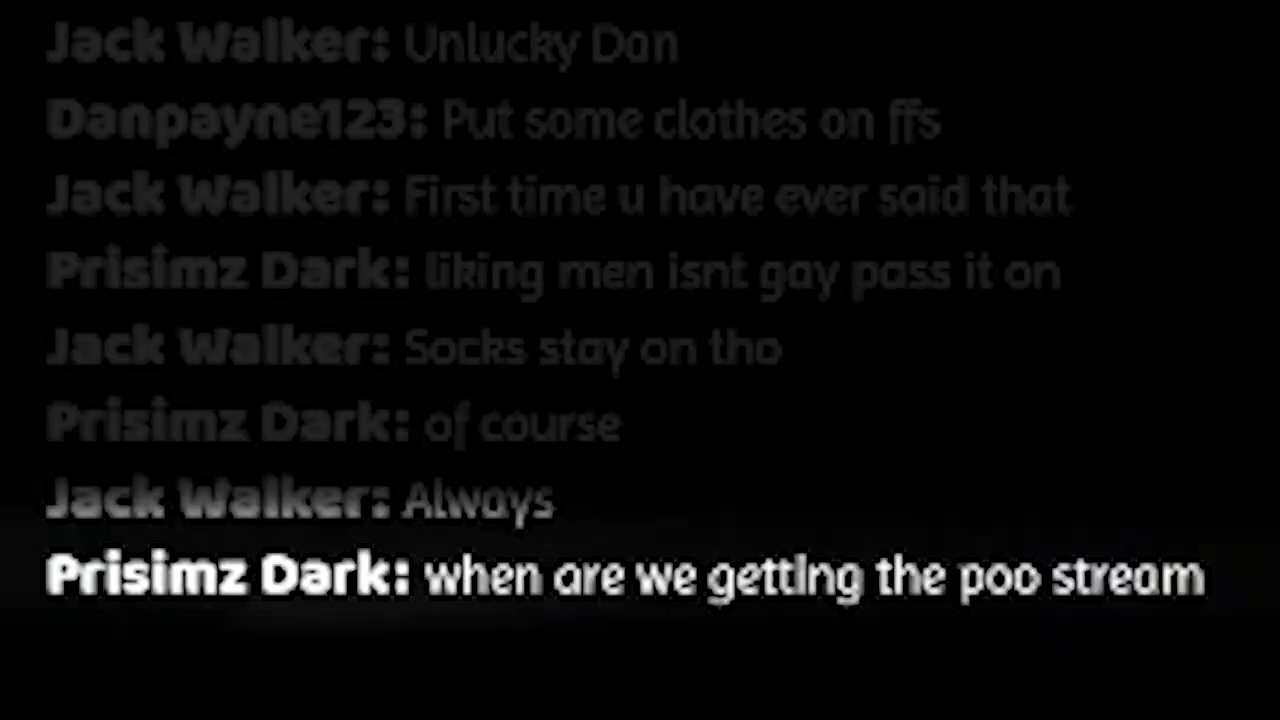 Jack Walker: Unlucky Dan
Danpayne123: Put some clothes on ffs
Jack Walker: First time u have ever said that
Prisimz Dark: liking men isnt gay pass it on
Jack Walker: Socks stay on tho
Prisimz Dark: of course
Jack Walker: Always
Prisimz Dark: when are we getting the poo stream